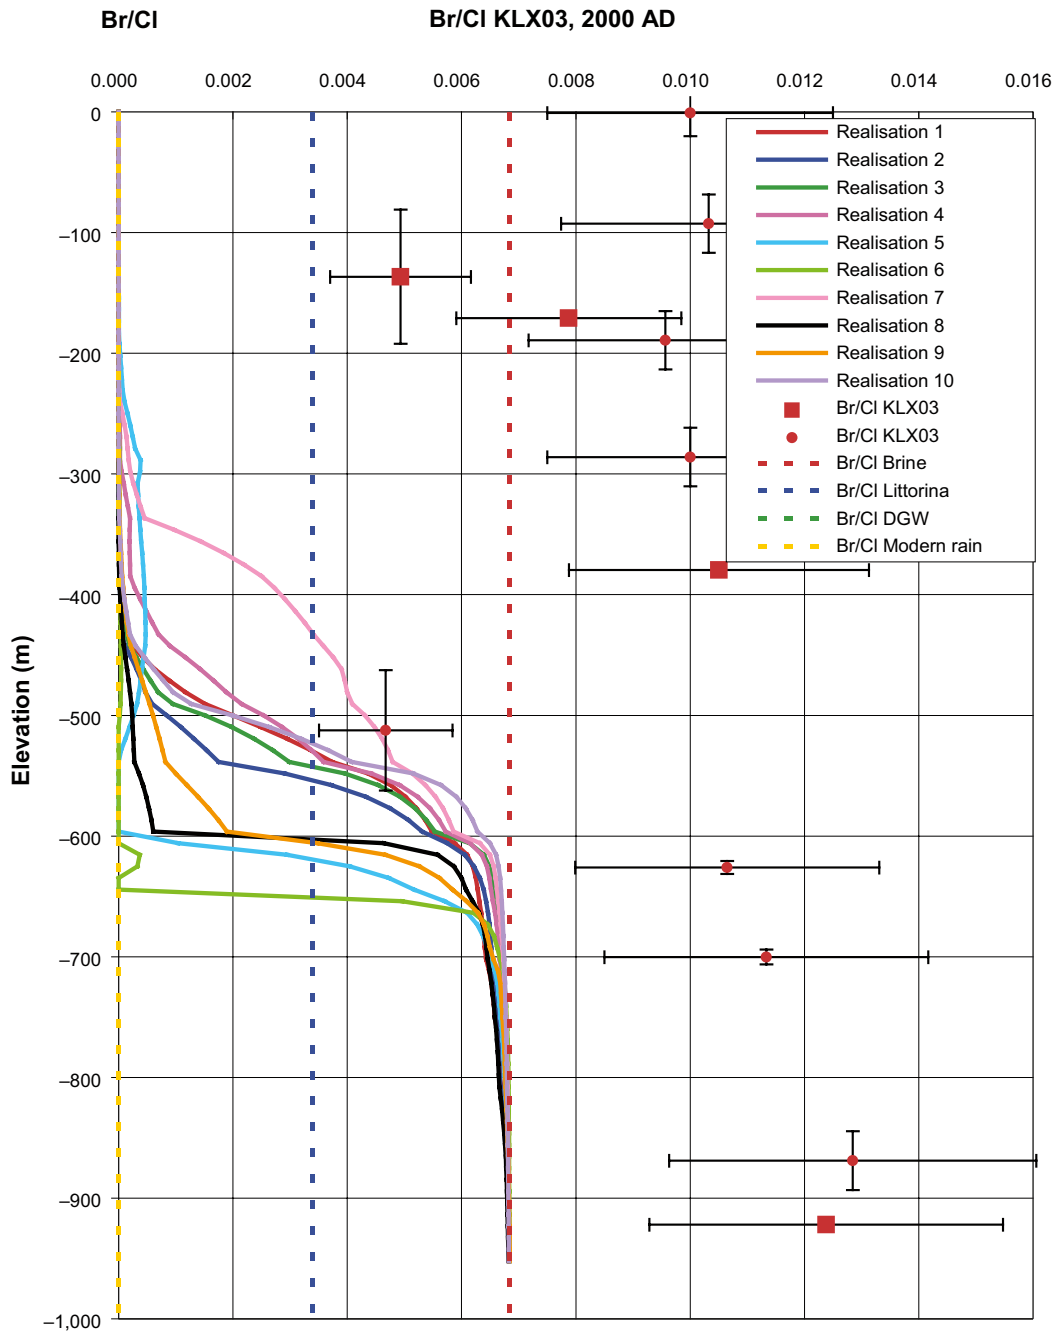 Br/Cl
Br/Cl KLX03, 2000 AD
0.000 0.002 0.004 0.006 0.008 0.010 0.012 0.014 0.016
0
–100
–200
–300
–400
–500
–600
–700
–800
–900
–1,000
Elevation (m)
Realisation 1
Realisation 2
Realisation 3
Realisation 4
Realisation 5
Realisation 6
Realisation 7
Realisation 8
Realisation 9
Realisation 10
Br/Cl KLX03
Br/Cl KLX03
Br/Cl Brine
Br/Cl Littorina
Br/Cl DGW
Br/Cl Modern rain